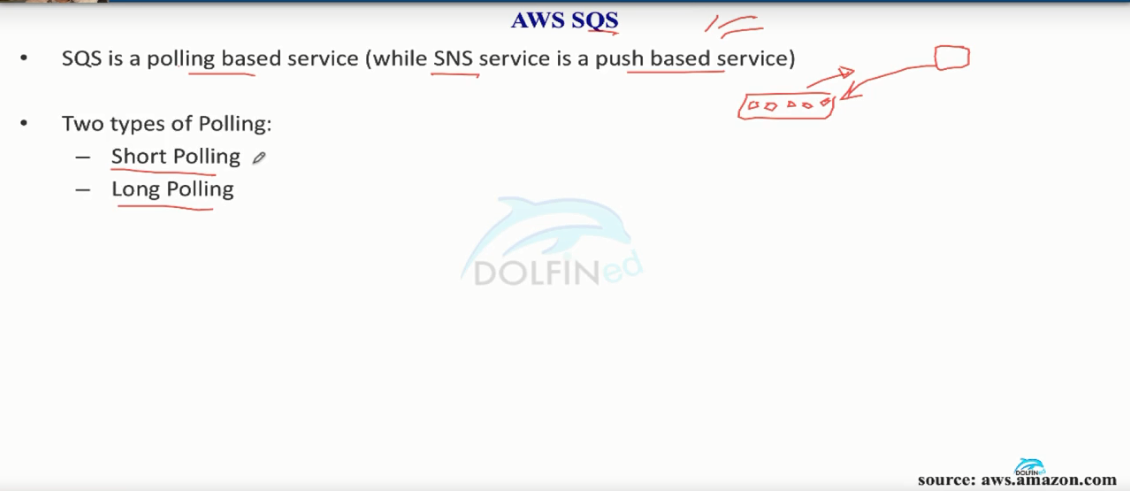 AWS SQS
• SQS is a polling based service (while SNS service is a push based service)
• Two types of Polling:
– Short Polling
– Long Polling
DOLFINed
DOLFINed
source: aws.amazon.com